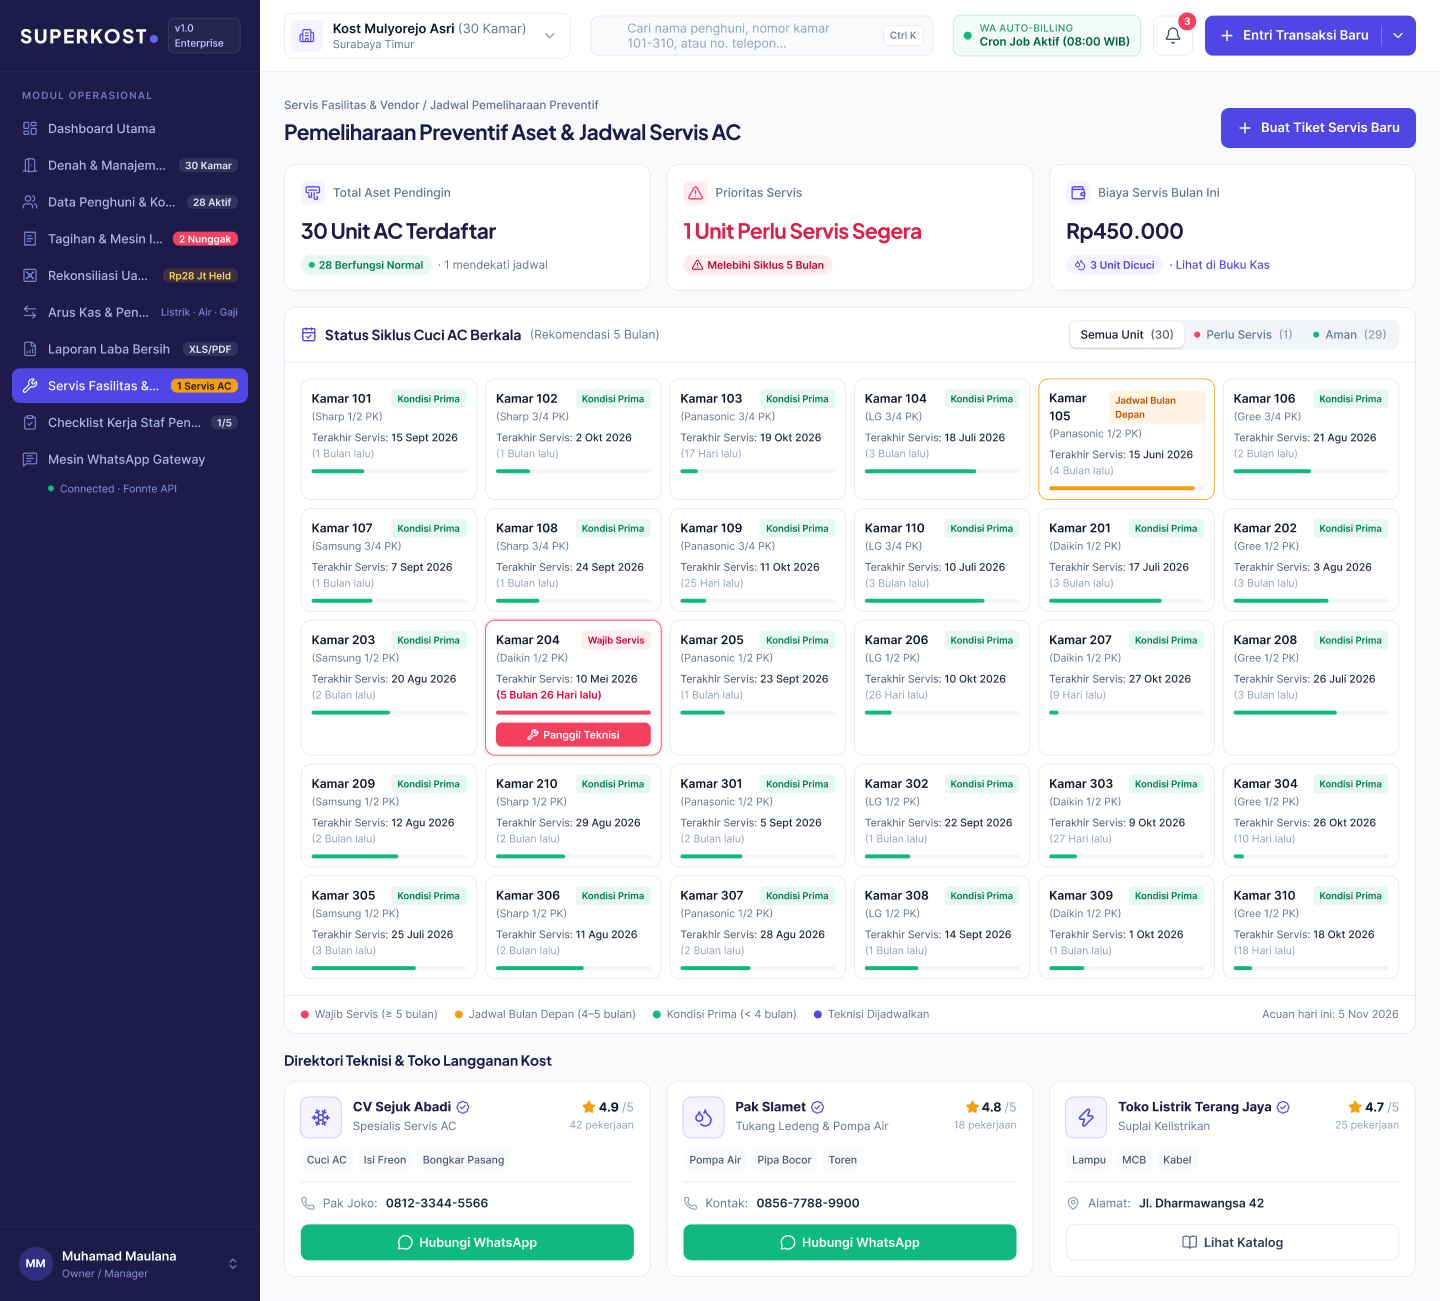 SUPERKOST
v1.0
Enterprise
MODUL OPERASIONAL
Dashboard Utama
Denah & Manajem... 30 Kamar
Data Penghuni & Ko... 28 Aktif
Tagihan & Mesin I... 2 Nunggak
Rekonsiliasi Ua... Rp28 Jt Held
Arus Kas & Pen... Listrik · Air · Gaji
Laporan Laba Bersih XLS/PDF
Servis Fasilitas &... 1 Servis AC
Checklist Kerja Staf Pen... 1/5
Mesin WhatsApp Gateway
Connected · Fonnte API
MM
Muhamad Maulana
Owner / Manager
Kost Mulyorejo Asri (30 Kamar)
Surabaya Timur
Cari nama penghuni, nomor kamar
101-310, atau no. telepon...
Ctrl K
WA AUTO-BILLING
Cron Job Aktif (08:00 WIB)
3
Entri Transaksi Baru
Servis Fasilitas & Vendor / Jadwal Pemeliharaan Preventif
Pemeliharaan Preventif Aset & Jadwal Servis AC
Buat Tiket Servis Baru
Total Aset Pendingin
30 Unit AC Terdaftar
28 Berfungsi Normal · 1 mendekati jadwal
Prioritas Servis
1 Unit Perlu Servis Segera
Melebihi Siklus 5 Bulan
Biaya Servis Bulan Ini
Rp450.000
3 Unit Dicuci · Lihat di Buku Kas
Status Siklus Cuci AC Berkala (Rekomendasi 5 Bulan)
Semua Unit (30) Perlu Servis (1) Aman (29)
Kamar 101 Kondisi Prima
(Sharp 1/2 PK)
Terakhir Servis: 15 Sept 2026
(1 Bulan lalu)
Kamar 102 Kondisi Prima
(Sharp 3/4 PK)
Terakhir Servis: 2 Okt 2026
(1 Bulan lalu)
Kamar 103 Kondisi Prima
(Panasonic 3/4 PK)
Terakhir Servis: 19 Okt 2026
(17 Hari lalu)
Kamar 104 Kondisi Prima
(LG 3/4 PK)
Terakhir Servis: 18 Juli 2026
(3 Bulan lalu)
Kamar
105
Jadwal Bulan
Depan
(Panasonic 1/2 PK)
Terakhir Servis: 15 Juni 2026
(4 Bulan lalu)
Kamar 106 Kondisi Prima
(Gree 3/4 PK)
Terakhir Servis: 21 Agu 2026
(2 Bulan lalu)
Kamar 107 Kondisi Prima
(Samsung 3/4 PK)
Terakhir Servis: 7 Sept 2026
(1 Bulan lalu)
Kamar 108 Kondisi Prima
(Sharp 3/4 PK)
Terakhir Servis: 24 Sept 2026
(1 Bulan lalu)
Kamar 109 Kondisi Prima
(Panasonic 3/4 PK)
Terakhir Servis: 11 Okt 2026
(25 Hari lalu)
Kamar 110 Kondisi Prima
(LG 3/4 PK)
Terakhir Servis: 10 Juli 2026
(3 Bulan lalu)
Kamar 201 Kondisi Prima
(Daikin 1/2 PK)
Terakhir Servis: 17 Juli 2026
(3 Bulan lalu)
Kamar 202 Kondisi Prima
(Gree 1/2 PK)
Terakhir Servis: 3 Agu 2026
(3 Bulan lalu)
Kamar 203 Kondisi Prima
(Samsung 1/2 PK)
Terakhir Servis: 20 Agu 2026
(2 Bulan lalu)
Kamar 204 Wajib Servis
(Daikin 1/2 PK)
Terakhir Servis: 10 Mei 2026
(5 Bulan 26 Hari lalu)
Panggil Teknisi
Kamar 205 Kondisi Prima
(Panasonic 1/2 PK)
Terakhir Servis: 23 Sept 2026
(1 Bulan lalu)
Kamar 206 Kondisi Prima
(LG 1/2 PK)
Terakhir Servis: 10 Okt 2026
(26 Hari lalu)
Kamar 207 Kondisi Prima
(Daikin 1/2 PK)
Terakhir Servis: 27 Okt 2026
(9 Hari lalu)
Kamar 208 Kondisi Prima
(Gree 1/2 PK)
Terakhir Servis: 26 Juli 2026
(3 Bulan lalu)
Kamar 209 Kondisi Prima
(Samsung 1/2 PK)
Terakhir Servis: 12 Agu 2026
(2 Bulan lalu)
Kamar 210 Kondisi Prima
(Sharp 1/2 PK)
Terakhir Servis: 29 Agu 2026
(2 Bulan lalu)
Kamar 301 Kondisi Prima
(Panasonic 1/2 PK)
Terakhir Servis: 5 Sept 2026
(2 Bulan lalu)
Kamar 302 Kondisi Prima
(LG 1/2 PK)
Terakhir Servis: 22 Sept 2026
(1 Bulan lalu)
Kamar 303 Kondisi Prima
(Daikin 1/2 PK)
Terakhir Servis: 9 Okt 2026
(27 Hari lalu)
Kamar 304 Kondisi Prima
(Gree 1/2 PK)
Terakhir Servis: 26 Okt 2026
(10 Hari lalu)
Kamar 305 Kondisi Prima
(Samsung 1/2 PK)
Terakhir Servis: 25 Juli 2026
(3 Bulan lalu)
Kamar 306 Kondisi Prima
(Sharp 1/2 PK)
Terakhir Servis: 11 Agu 2026
(2 Bulan lalu)
Kamar 307 Kondisi Prima
(Panasonic 1/2 PK)
Terakhir Servis: 28 Agu 2026
(2 Bulan lalu)
Kamar 308 Kondisi Prima
(LG 1/2 PK)
Terakhir Servis: 14 Sept 2026
(1 Bulan lalu)
Kamar 309 Kondisi Prima
(Daikin 1/2 PK)
Terakhir Servis: 1 Okt 2026
(1 Bulan lalu)
Kamar 310 Kondisi Prima
(Gree 1/2 PK)
Terakhir Servis: 18 Okt 2026
(18 Hari lalu)
Wajib Servis (≥ 5 bulan) Jadwal Bulan Depan (4–5 bulan) Kondisi Prima (< 4 bulan) Teknisi Dijadwalkan
Acuan hari ini: 5 Nov 2026
Direktori Teknisi & Toko Langganan Kost
CV Sejuk Abadi 4.9 /5
Spesialis Servis AC 42 pekerjaan
Cuci AC Isi Freon Bongkar Pasang
Pak Joko: 0812-3344-5566
Hubungi WhatsApp
Pak Slamet 4.8 /5
Tukang Ledeng & Pompa Air 18 pekerjaan
Pompa Air Pipa Bocor Toren
Kontak: 0856-7788-9900
Hubungi WhatsApp
Toko Listrik Terang Jaya 4.7 /5
Suplai Kelistrikan 25 pekerjaan
Lampu MCB Kabel
Alamat: Jl. Dharmawangsa 42
Lihat Katalog